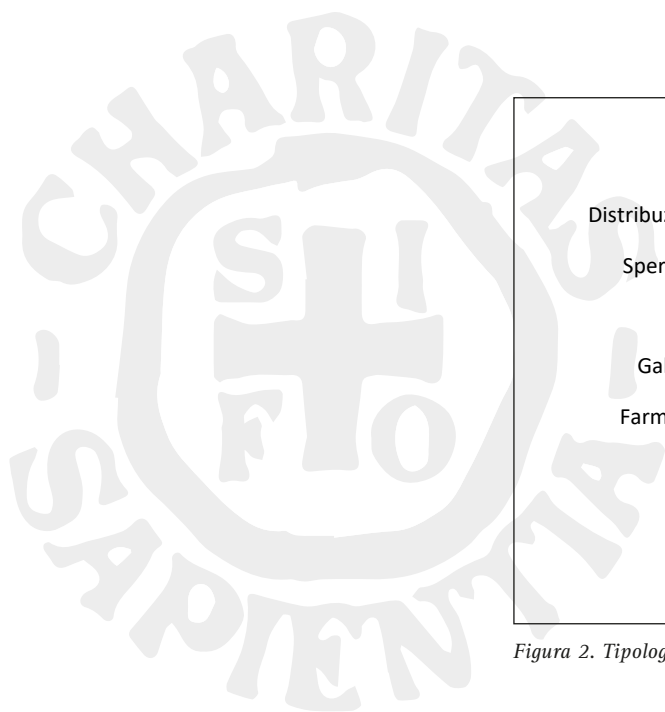 CHARITAS
Distribuz
Sper
S I
Gal
Farm
F O
SAPIENTIA
Figura 2. Tipolog